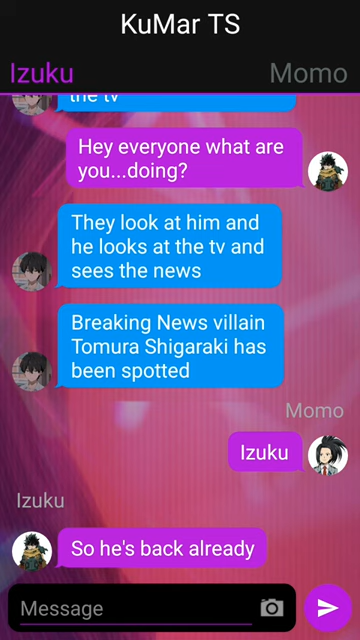 KuMar TS
Izuku
Momo
the tv
Hey everyone what are
you...doing?
They look at him and
he looks at the tv and
sees the news
Breaking News villain
Tomura Shigaraki has
been spotted
Momo
Izuku
Izuku
So he's back already
Message